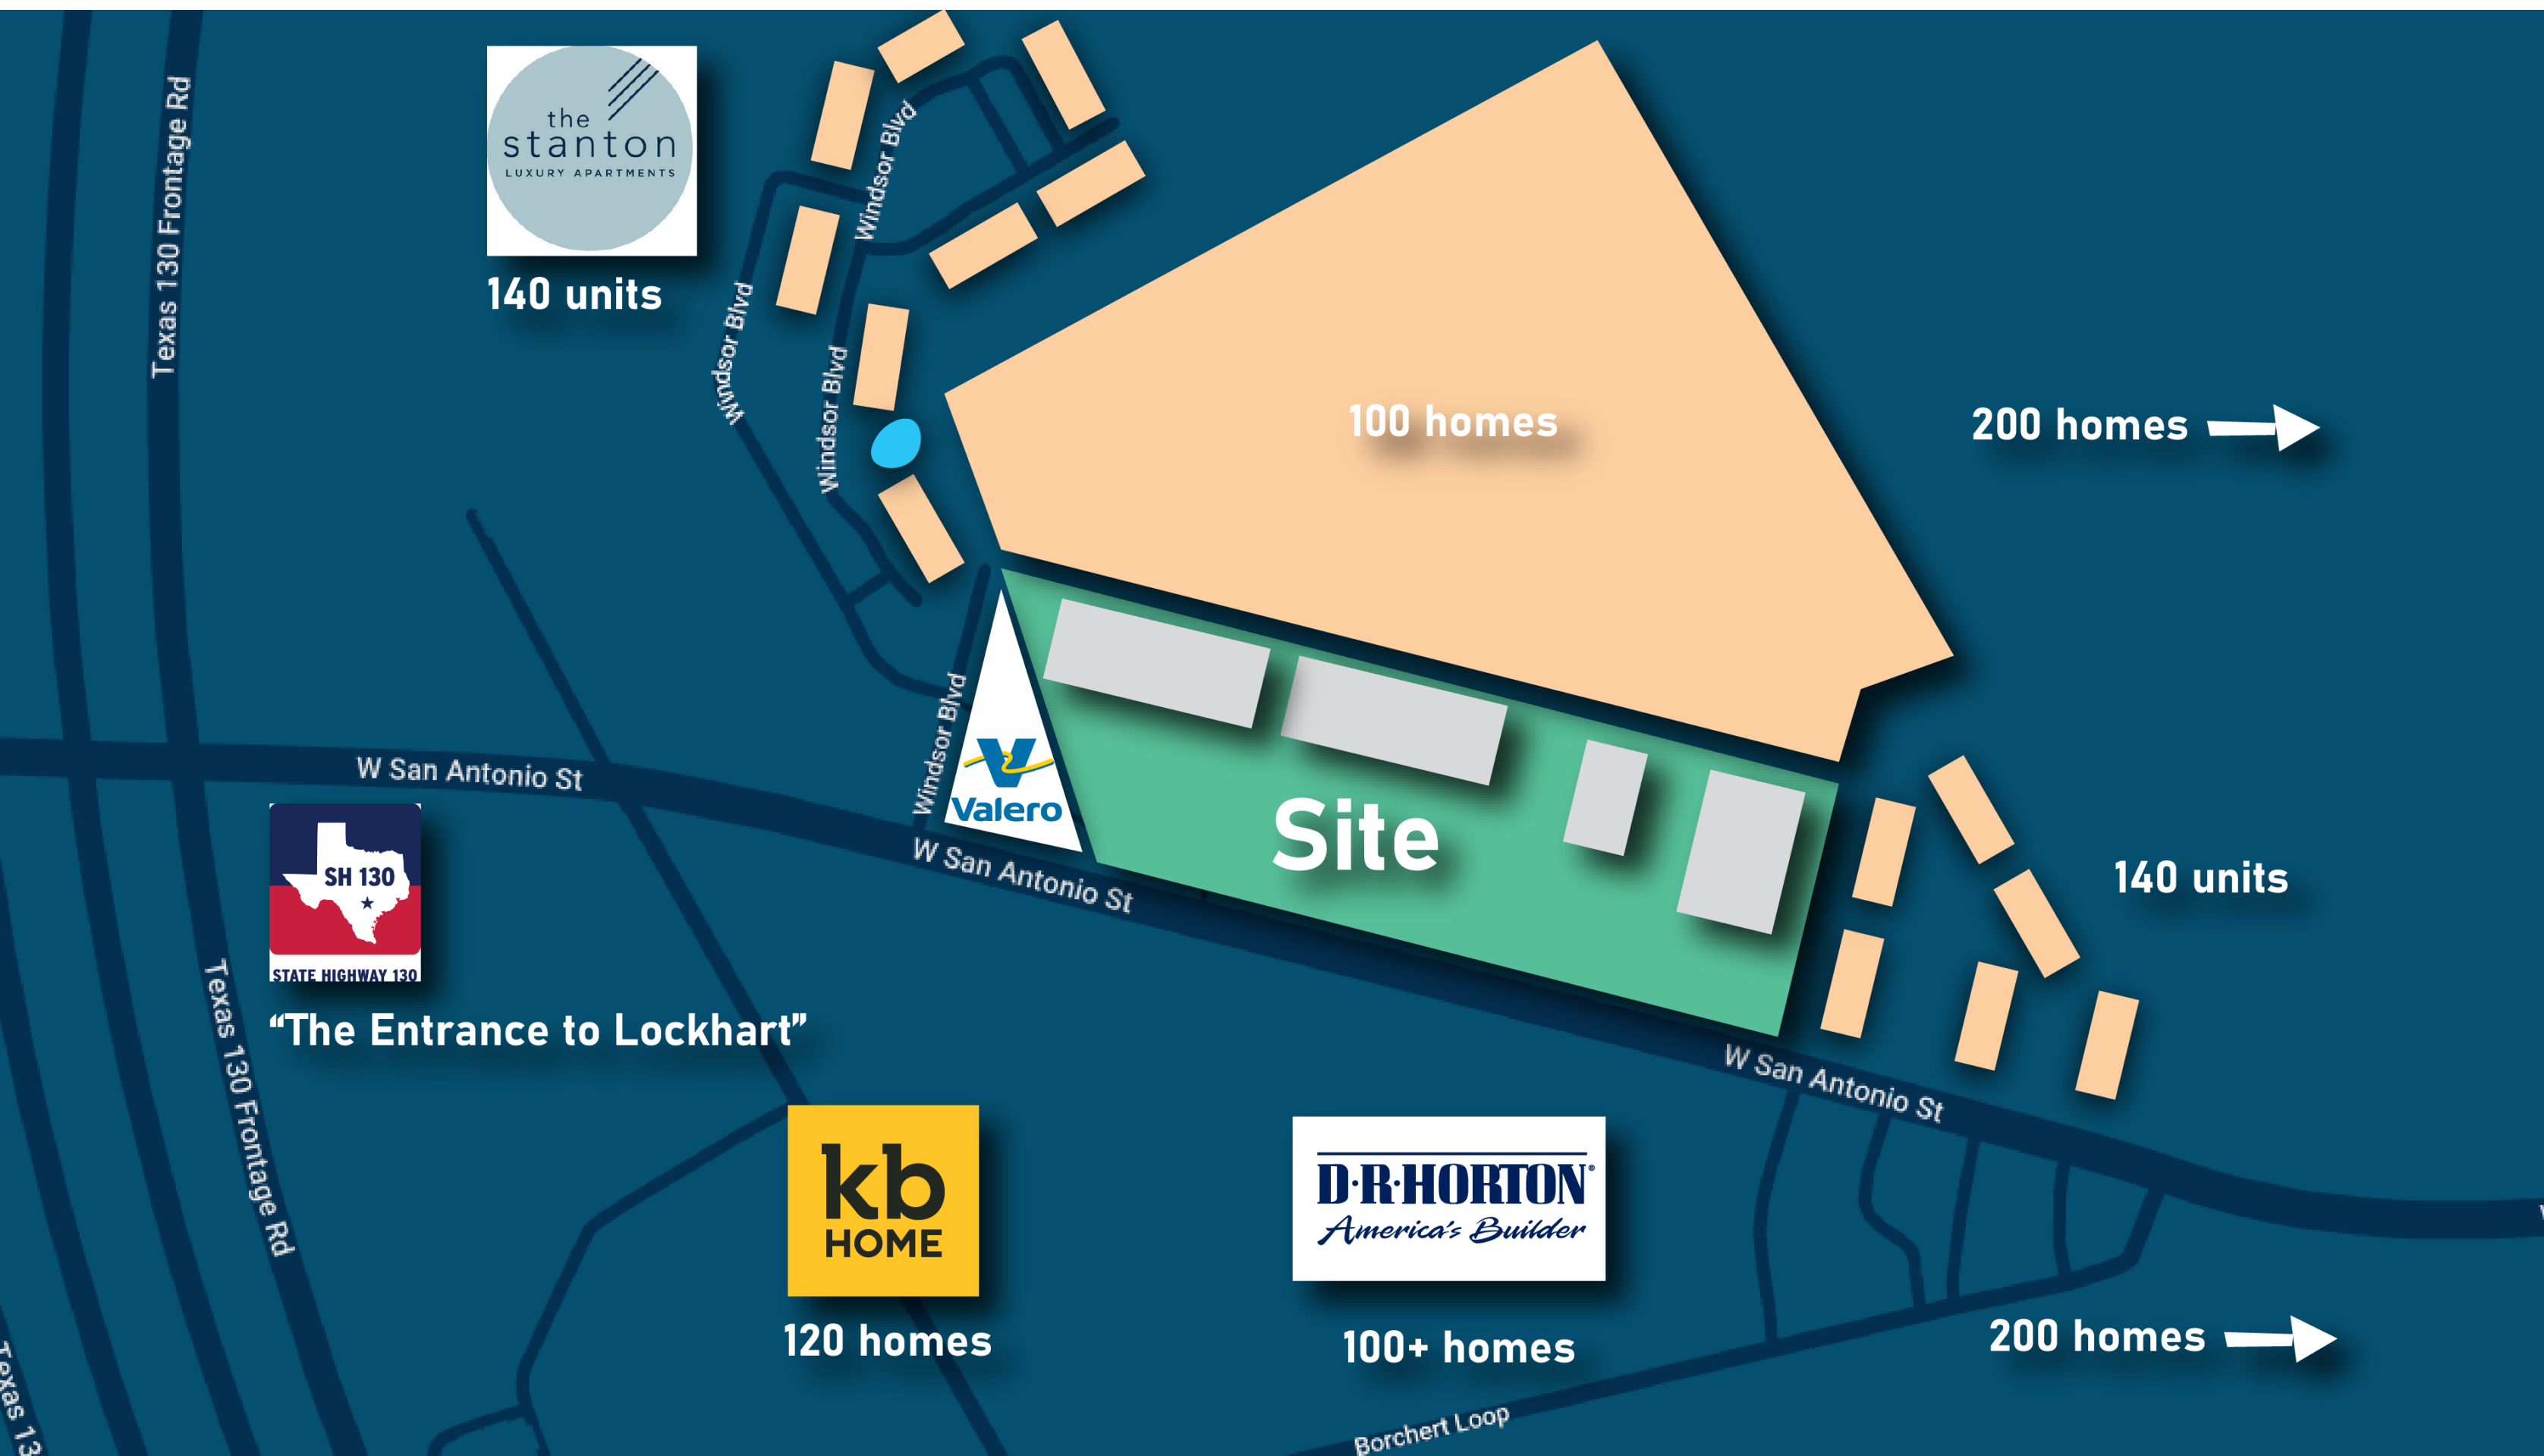 Texas 130 Frontage Rd
the
stanton
LUXURY APARTMENTS
140 units
Windsor Blvd
Windsor Blvd
Windsor Blvd
100 homes
200 homes
W San Antonio St
Windsor Blvd
Valero
Site
W San Antonio St
140 units
SH 130
STATE HIGHWAY 130
“The Entrance to Lockhart”
Texas 130 Frontage Rd
W San Antonio St
kb
HOME
120 homes
D·R·HORTON®
America's Builder
100+ homes
200 homes
Texas 13
Borchert Loop